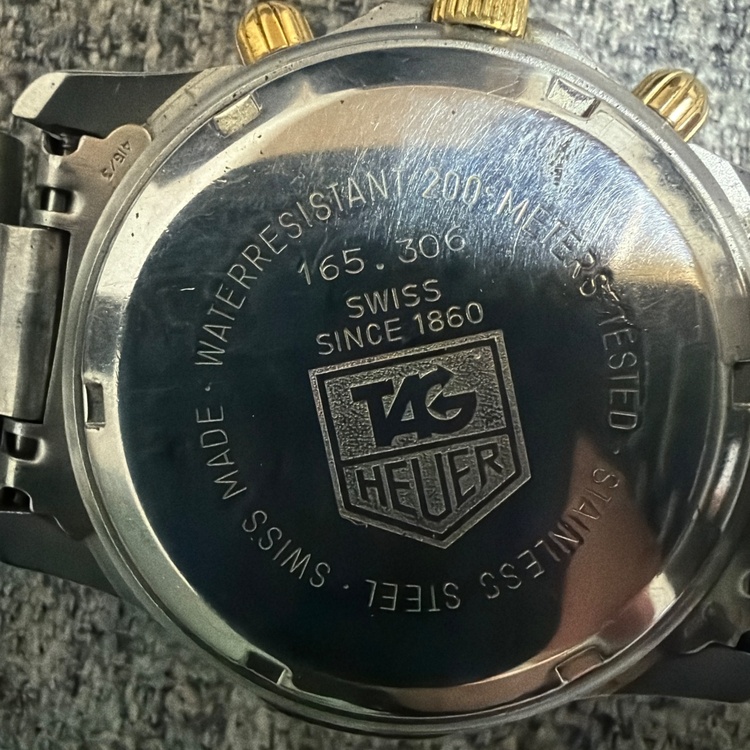 WATERRESISTANT 200 METERS TESTED · STAINLESS STEEL · SWISS MADE ·
165.306
SWISS
SINCE 1860
TAG
HEUER